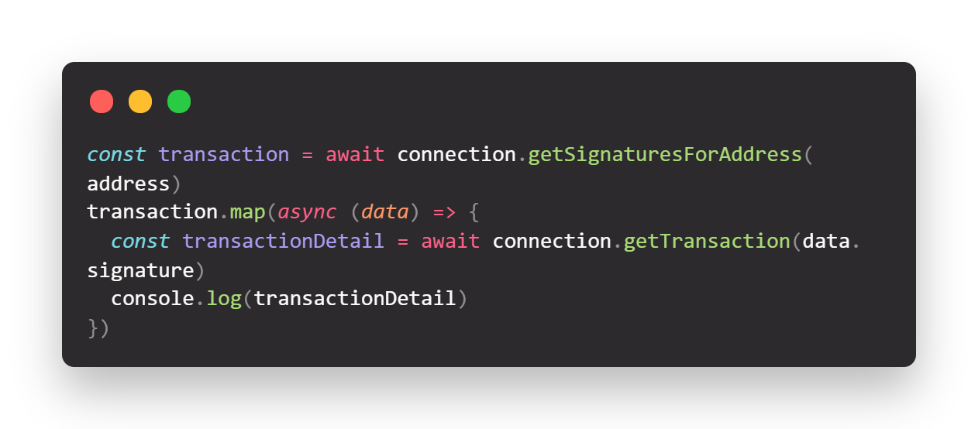 const transaction = await connection.getSignaturesForAddress(
address)
transaction.map(async (data) => {
  const transactionDetail = await connection.getTransaction(data.
signature)
  console.log(transactionDetail)
})